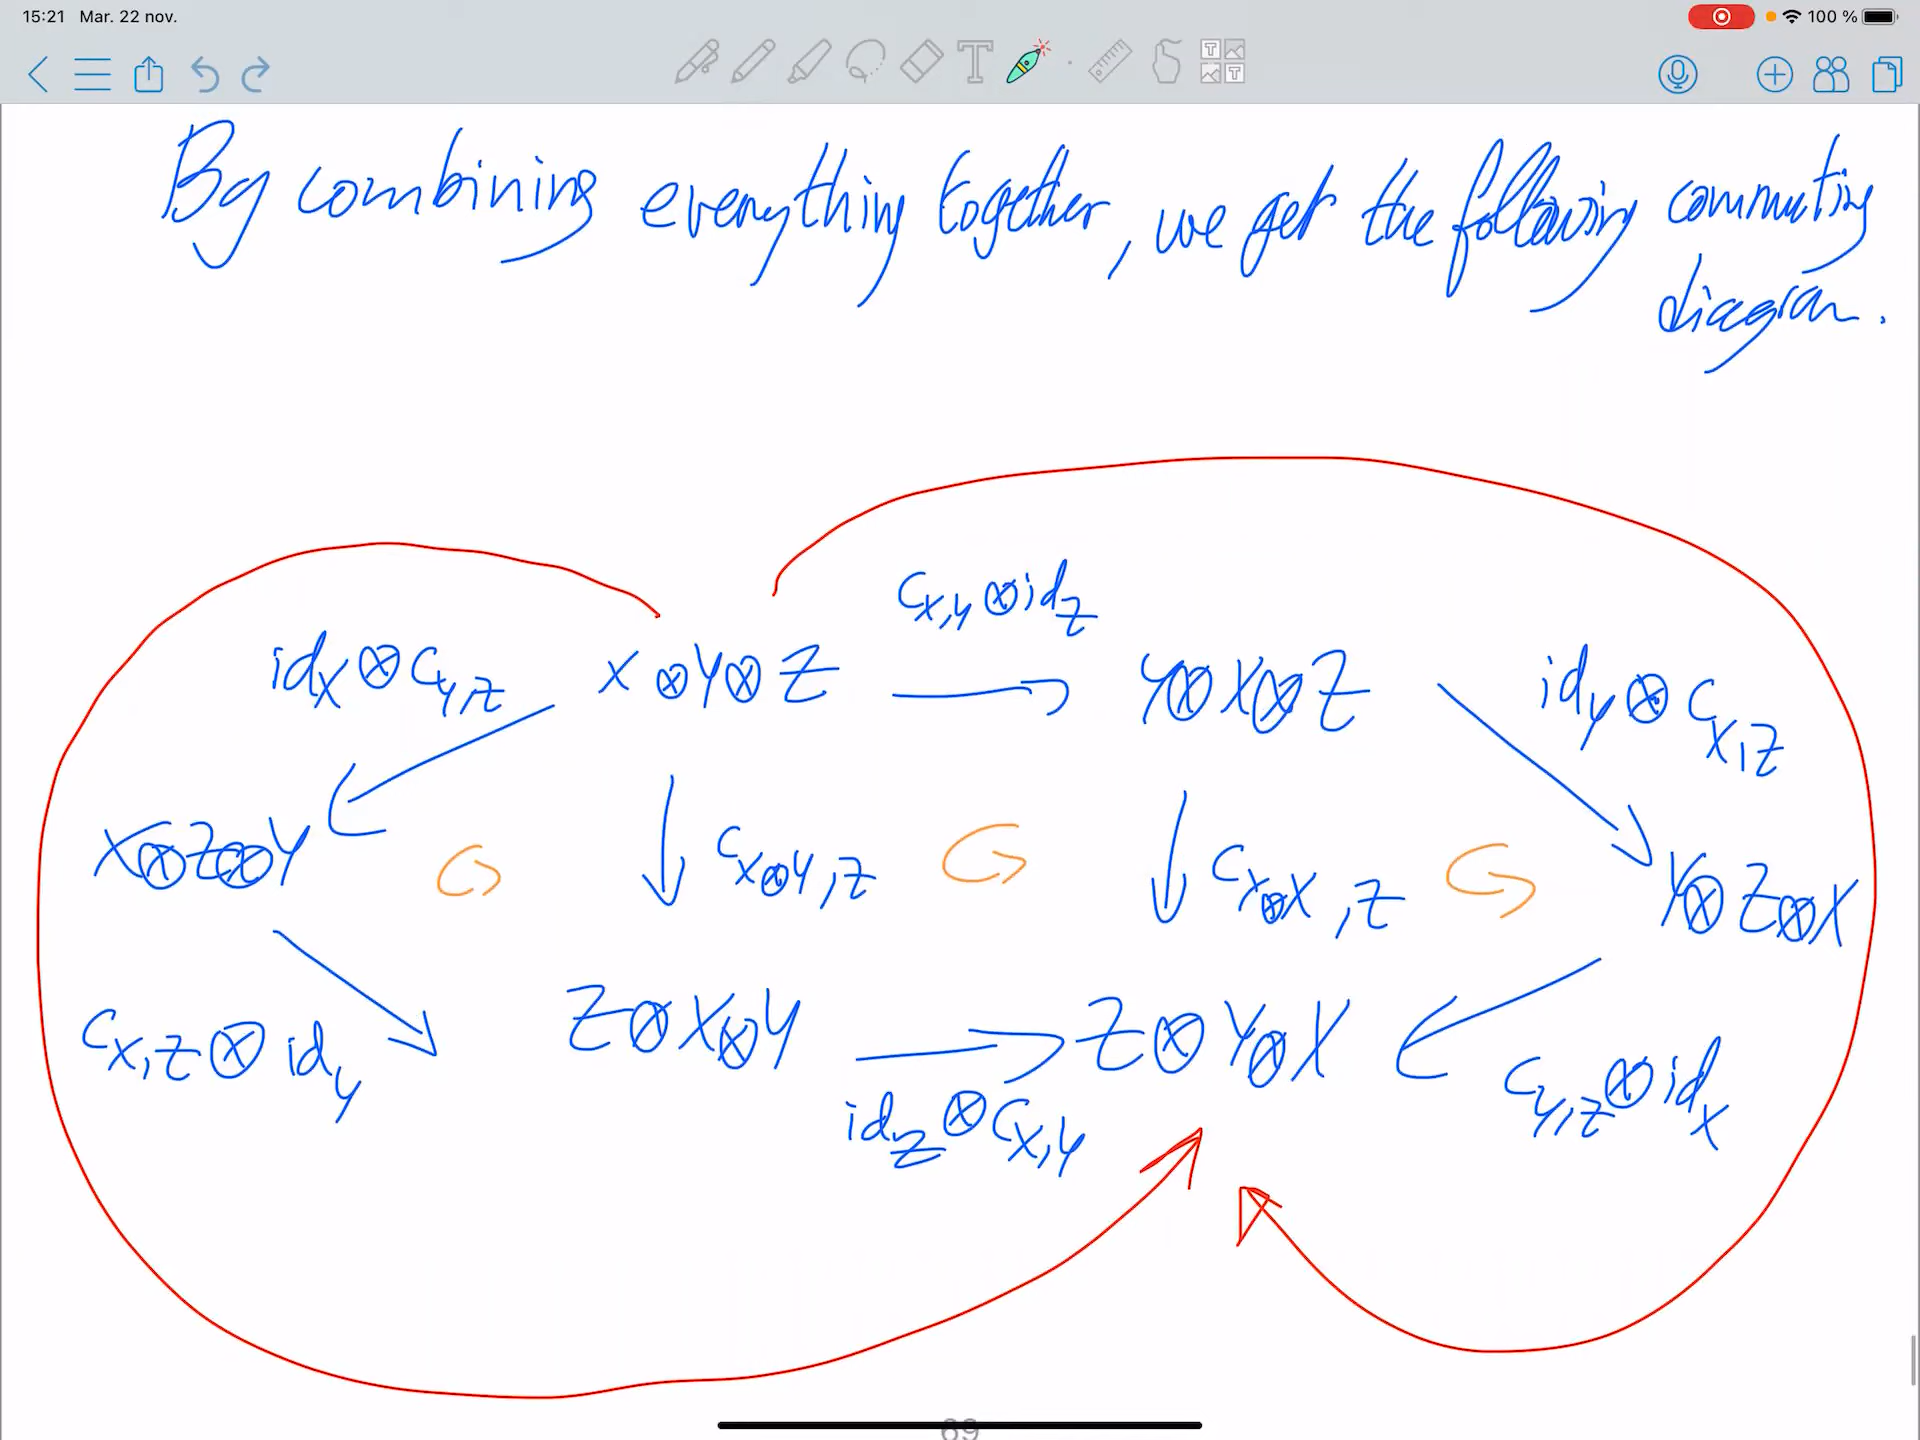 15:21 Mar. 22 nov. 100 %
By combining everything together, we get the following commuting
diagram.
c_{X,Y} ⊗ id_Z
id_X ⊗ c_{Y,Z} X ⊗ Y ⊗ Z → Y ⊗ X ⊗ Z id_Y ⊗ c_{X,Z}
X ⊗ Z ⊗ Y c_{X⊗Y,Z} c_{X⊗X,Z} Y ⊗ Z ⊗ X
c_{X,Z} ⊗ id_Y Z ⊗ X ⊗ Y → Z ⊗ Y ⊗ X c_{Y,Z} ⊗ id_X
id_Z ⊗ c_{X,Y}
69